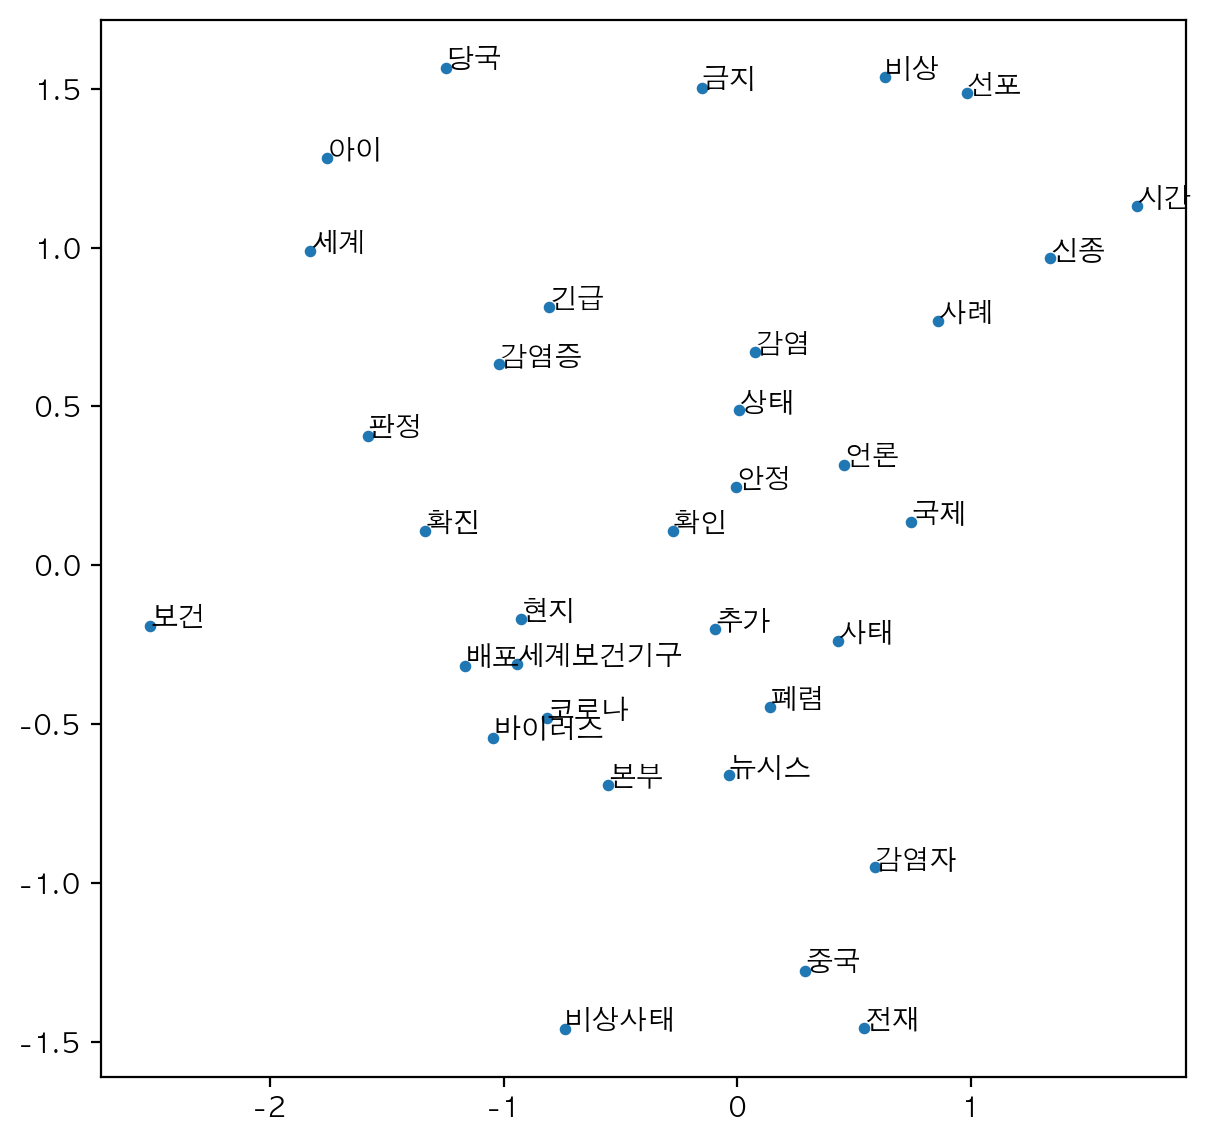 당국
금지
비상
선포
1.5
아이
시간
세계
1.0
신종
긴급
사례
감염
감염증
0.5
상태
판정
언론
안정
국제
확진
확인
0.0
보건
현지
추가
사태
배포
세계보건기구
-0.5
코로나
폐렴
바이러스
본부
뉴시스
-1.0
감염자
중국
-1.5
비상사태
전재
-2
-1
0
1